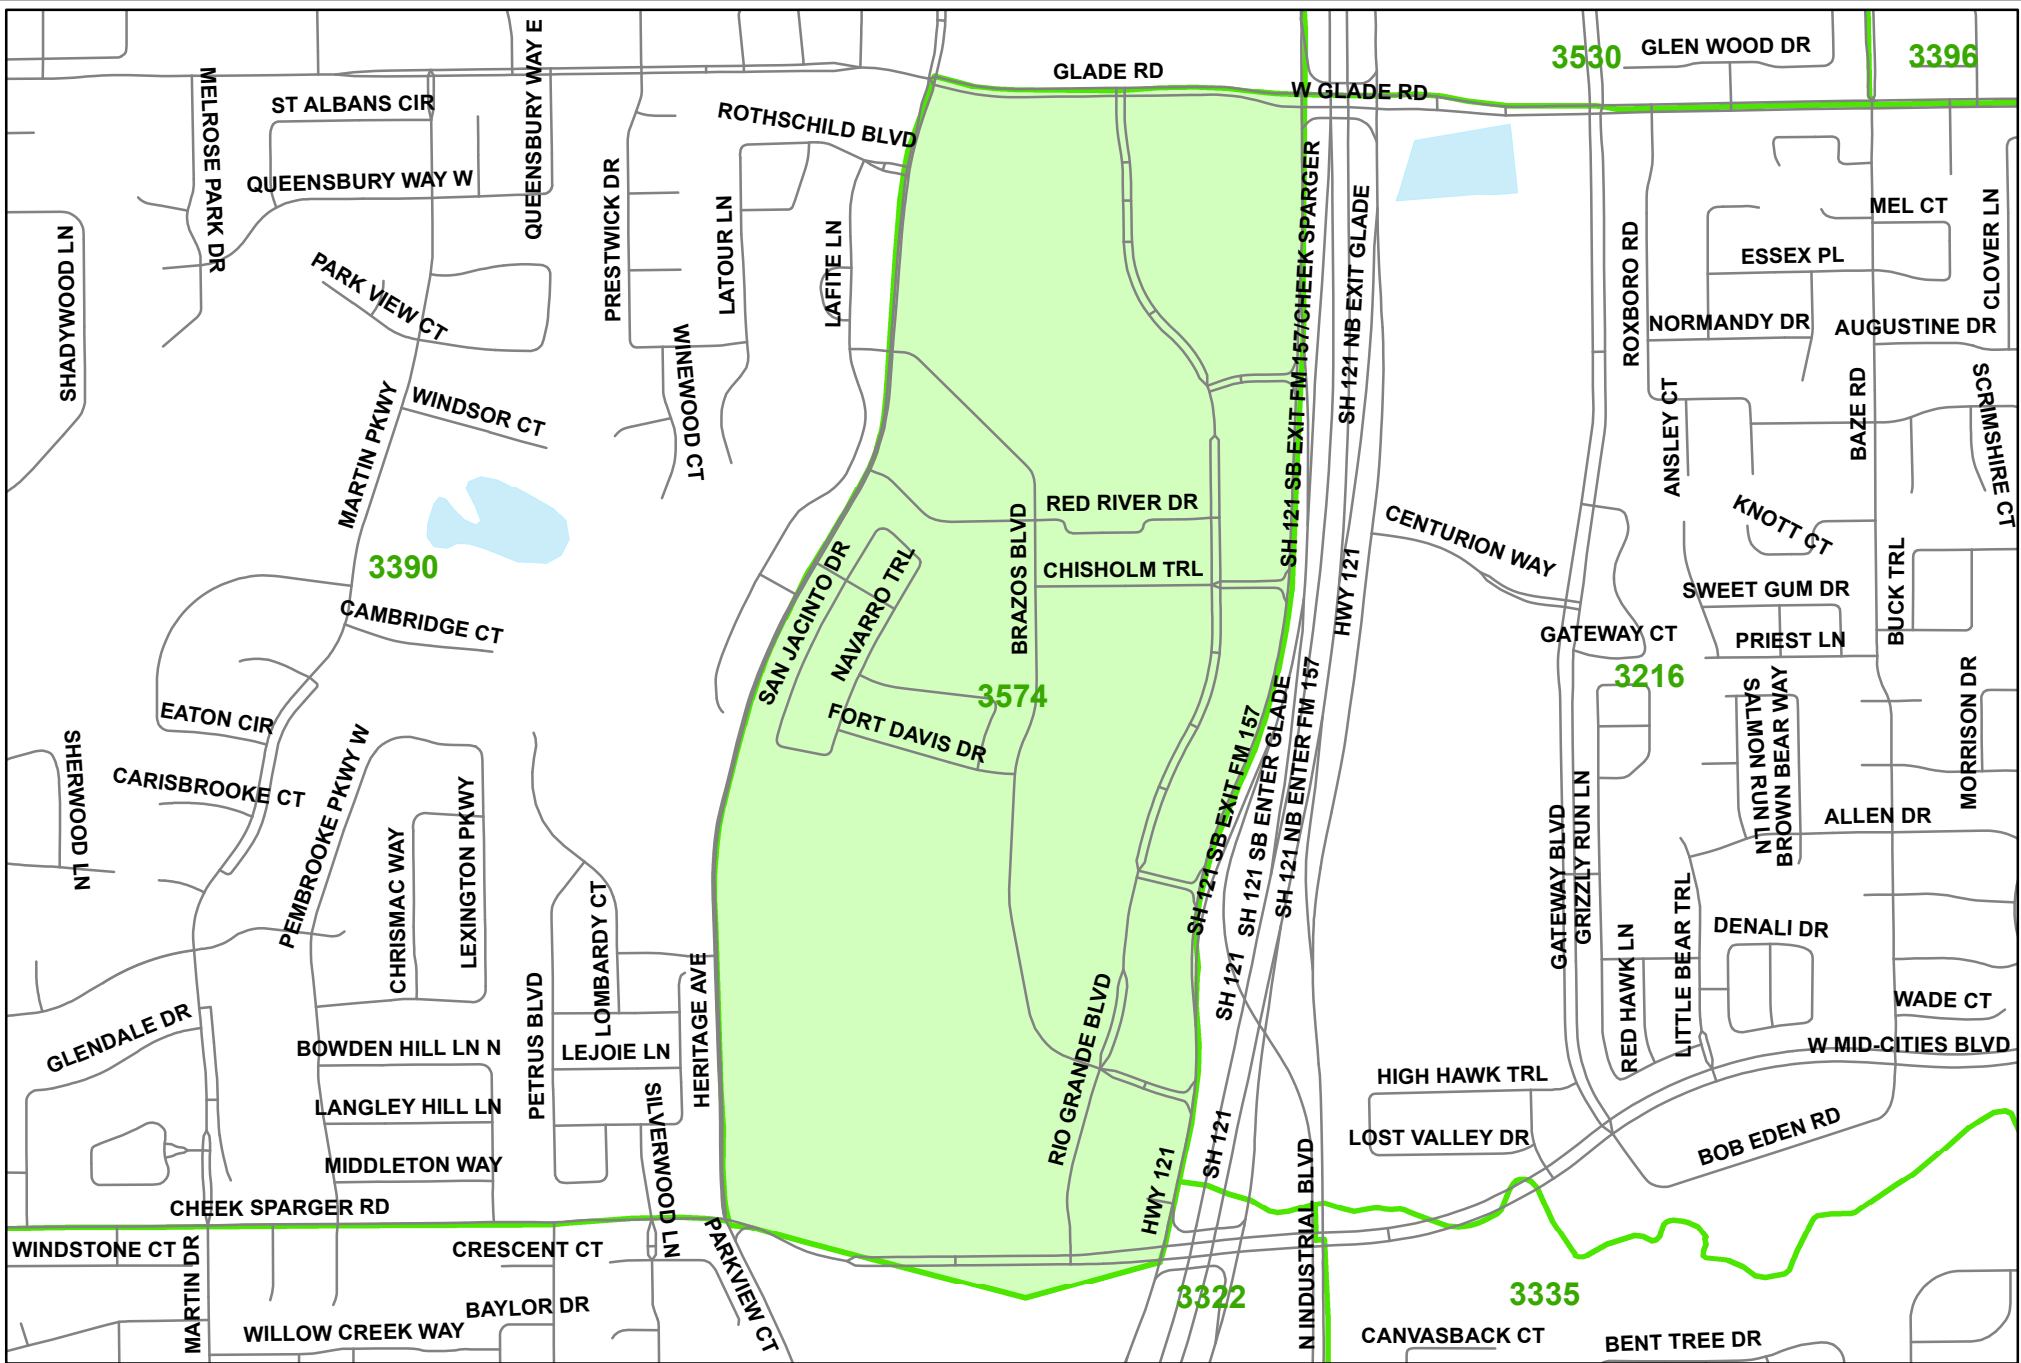 GLADE RD
W GLADE RD
3530
GLEN WOOD DR
3396
MELROSE PARK DR
ST ALBANS CIR
QUEENSBURY WAY E
ROTHSCHILD BLVD
QUEENSBURY WAY W
PRESTWICK DR
LATOUR LN
LAFITE LN
SHADYWOOD LN
PARK VIEW CT
WINEWOOD CT
MARTIN PKWY
WINDSOR CT
SH 121 SB EXIT FM 157/CHEEK SPARGER
SH 121 NB EXIT GLADE
ROXBORO RD
MEL CT
ESSEX PL
CLOVER LN
NORMANDY DR
AUGUSTINE DR
ANSLEY CT
BAZE RD
SCRIMSHIRE CT
KNOTT CT
RED RIVER DR
BRAZOS BLVD
CHISHOLM TRL
CENTURION WAY
HWY 121
3390
CAMBRIDGE CT
SAN JACINTO DR
NAVARRO TRL
SWEET GUM DR
BUCK TRL
GATEWAY CT
PRIEST LN
3216
3574
FORT DAVIS DR
EATON CIR
CARISBROOKE CT
SHERWOOD LN
PEMBROOKE PKWY W
CHRISMAC WAY
LEXINGTON PKWY
SH 121 SB EXIT FM 157
SH 121 SB ENTER GLADE
SH 121 NB ENTER FM 157
SALMON RUN LN
BROWN BEAR WAY
MORRISON DR
ALLEN DR
GATEWAY BLVD
GRIZZLY RUN LN
LITTLE BEAR TRL
RED HAWK LN
DENALI DR
WADE CT
W MID-CITIES BLVD
LOMBARDY CT
PETRUS BLVD
HERITAGE AVE
SH 121
RIO GRANDE BLVD
GLENDALE DR
BOWDEN HILL LN N
LEJOIE LN
LANGLEY HILL LN
SILVERWOOD LN
MIDDLETON WAY
HIGH HAWK TRL
LOST VALLEY DR
BOB EDEN RD
SH 121
HWY 121
N INDUSTRIAL BLVD
CHEEK SPARGER RD
WINDSTONE CT
MARTIN DR
CRESCENT CT
PARKVIEW CT
BAYLOR DR
WILLOW CREEK WAY
3322
3335
CANVASBACK CT
BENT TREE DR